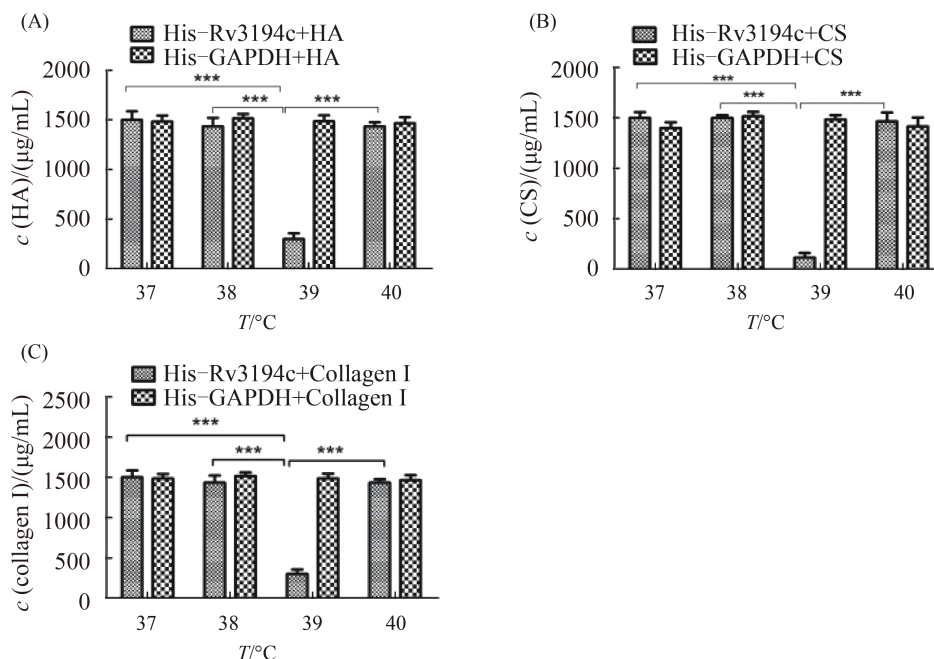 (A)
His−Rv3194c+HA
His−GAPDH+HA
c (HA)/(μg/mL)
2000
1500
1000
500
0
***
*** ***
37 38 39 40
T/°C
(B)
His−Rv3194c+CS
His−GAPDH+CS
c (CS)/(μg/mL)
2000
1500
1000
500
0
***
*** ***
37 38 39 40
T/°C
(C)
His−Rv3194c+Collagen I
His−GAPDH+Collagen I
c (collagen I)/(μg/mL)
2500
2000
1500
1000
500
0
***
*** ***
37 38 39 40
T/°C